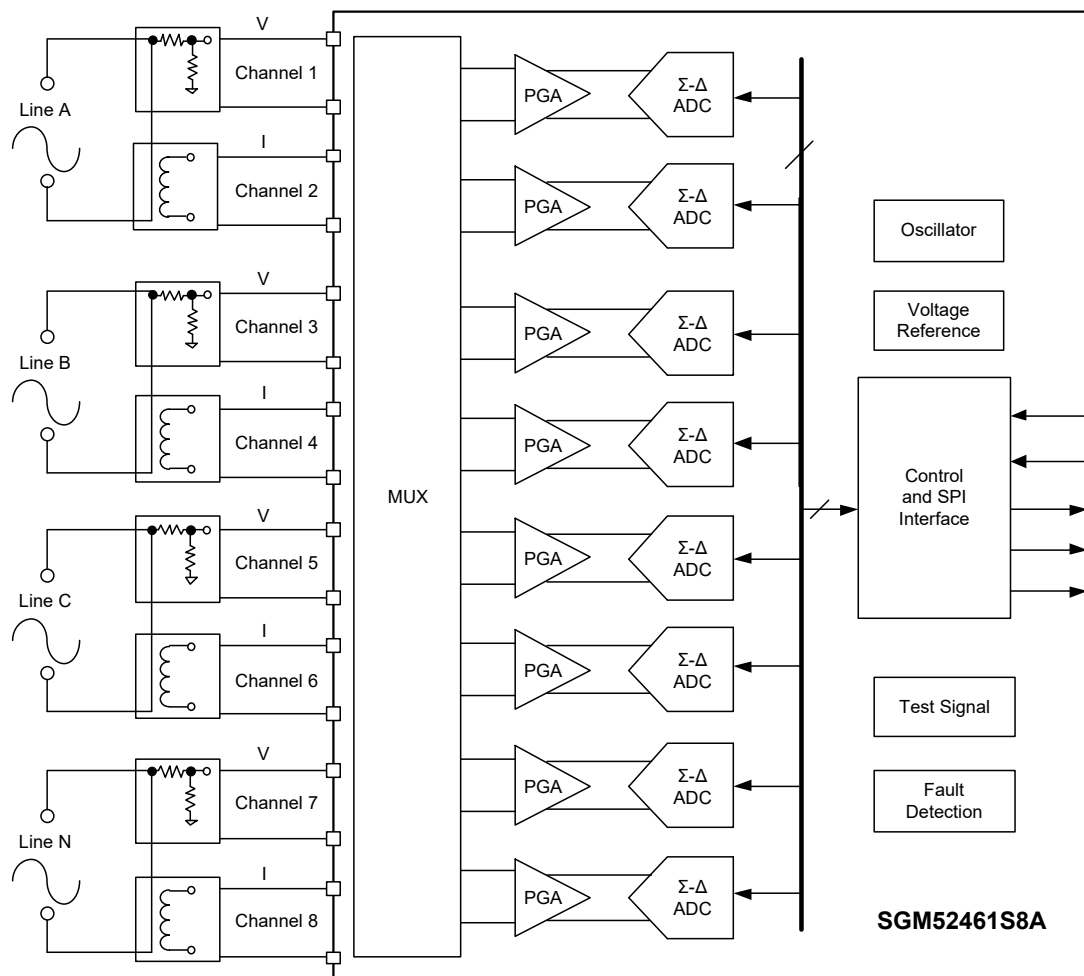 V
Channel 1
Line A
I
Channel 2
V
Channel 3
Line B
I
Channel 4
V
Channel 5
Line C
I
Channel 6
V
Channel 7
Line N
I
Channel 8
MUX
PGA
Σ-Δ
ADC
PGA
Σ-Δ
ADC
PGA
Σ-Δ
ADC
PGA
Σ-Δ
ADC
PGA
Σ-Δ
ADC
PGA
Σ-Δ
ADC
PGA
Σ-Δ
ADC
PGA
Σ-Δ
ADC
Oscillator
Voltage
Reference
Control
and SPI
Interface
Test Signal
Fault
Detection
SGM52461S8A